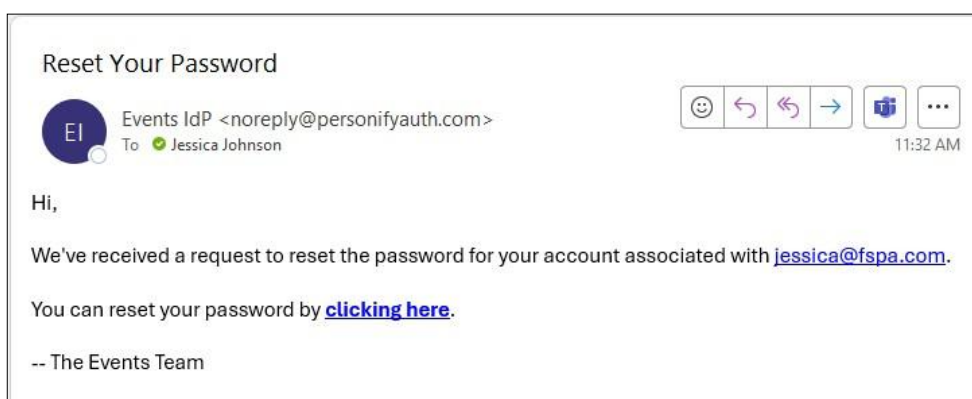 Reset Your Password
EI
Events IdP <noreply@personifyauth.com>
To Jessica Johnson
11:32 AM
Hi,
We've received a request to reset the password for your account associated with jessica@fspa.com.
You can reset your password by clicking here.
-- The Events Team